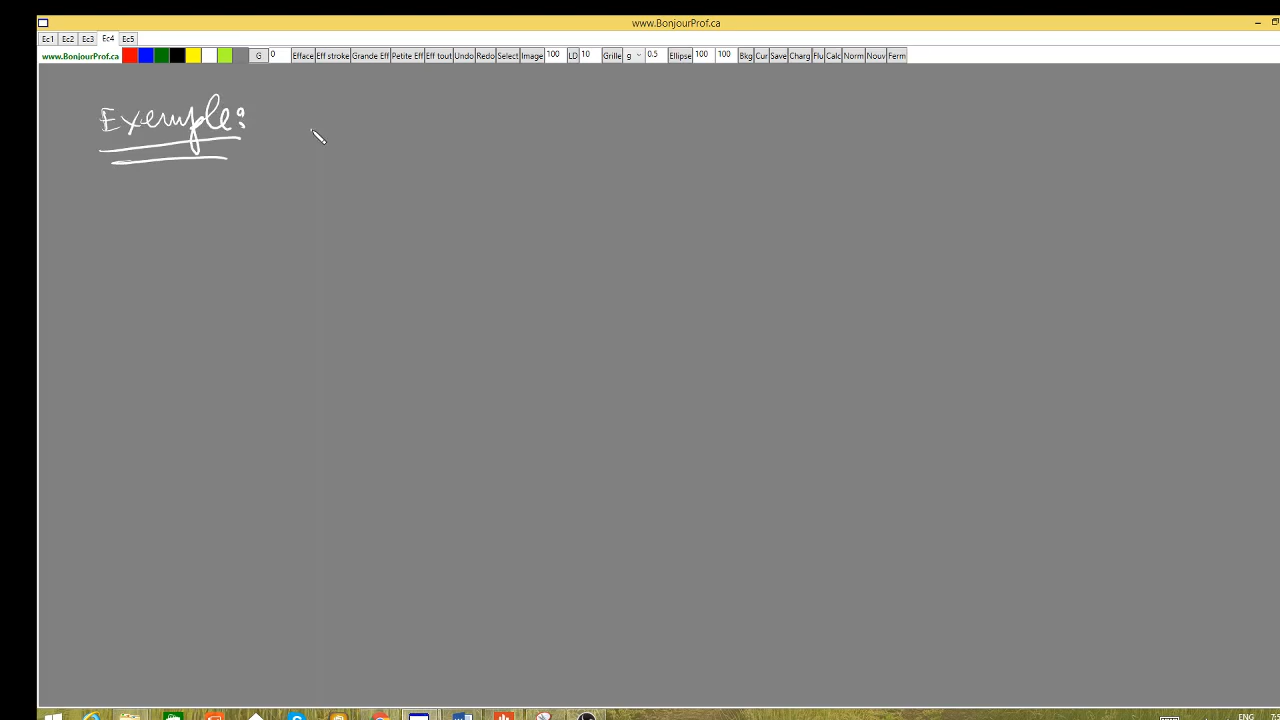 www.BonjourProf.ca
Ec1 Ec2 Ec3 Ec4 Ec5
www.BonjourProf.ca G 0 Efface Eff stroke Grande Eff Petite Eff Eff tout Undo Redo Select Image 100 LD 10 Grille g 0.5 Ellipse 100 100 Bkg Cur Save Charg Flu Calc Norm Nouv Ferm
Exemple:
ENG